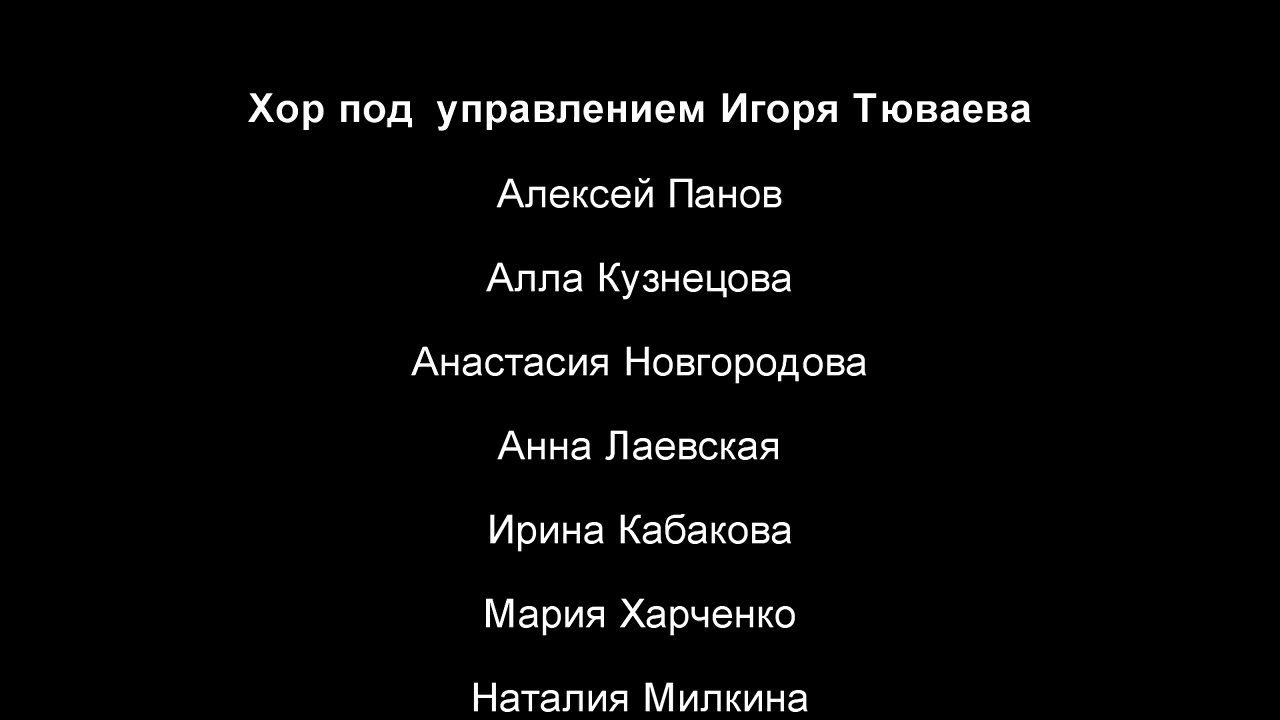 Хор под  управлением Игоря Тюваева
Алексей Панов
Алла Кузнецова
Анастасия Новгородова
Анна Лаевская
Ирина Кабакова
Мария Харченко
Наталия Милкина